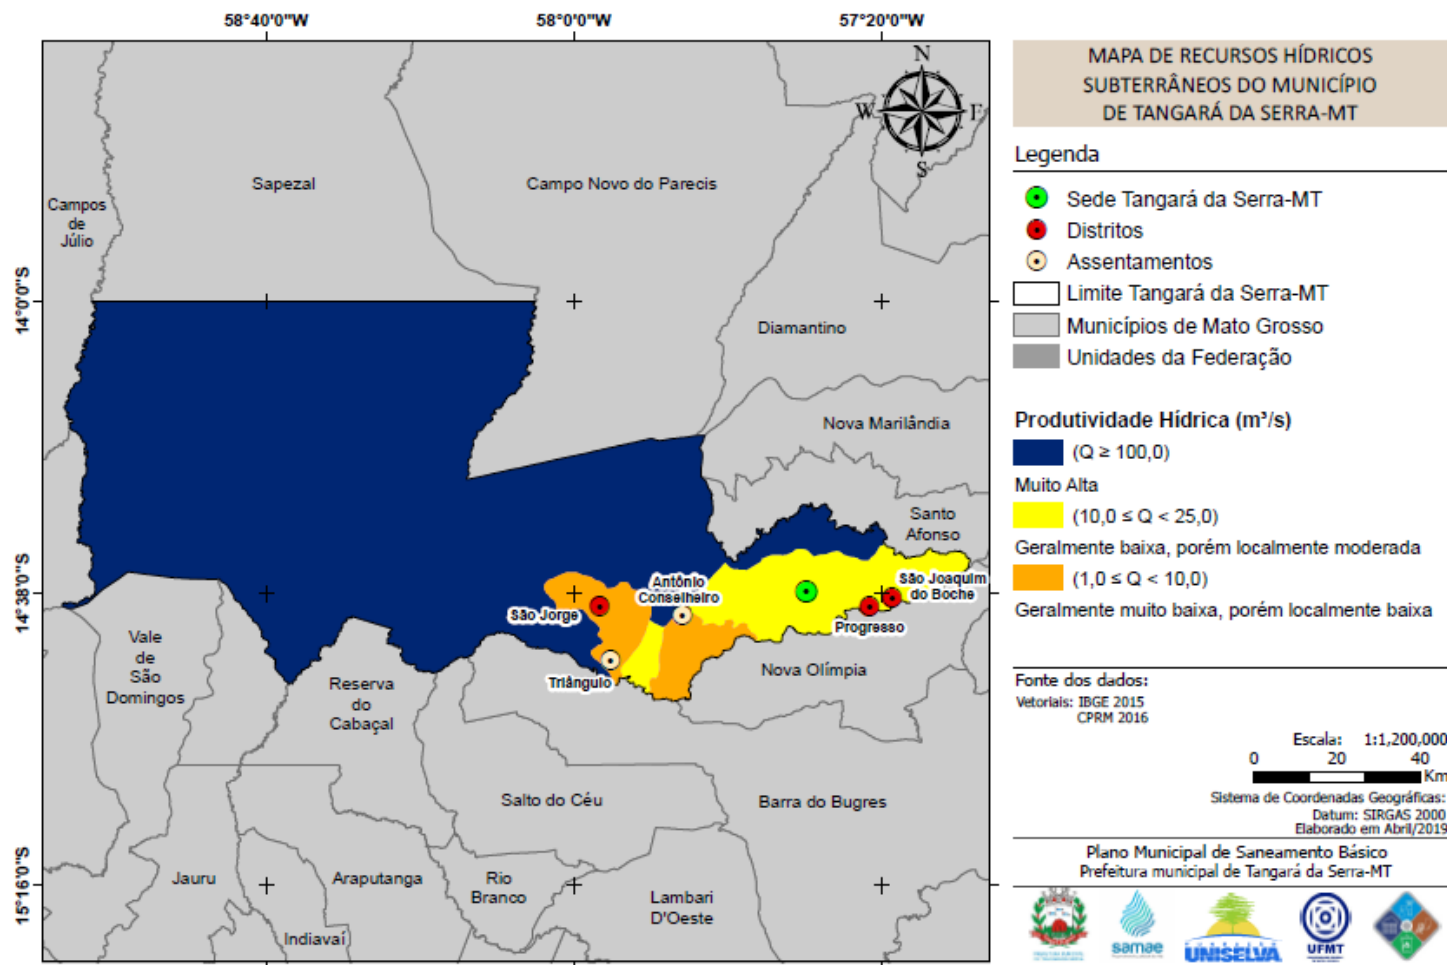 58°40'0"W
58°0'0"W
57°20'0"W
14°0'0"S
14°38'0"S
15°16'0"S
N
W
E
S
Sapezal
Campo Novo do Parecis
Campos
de
Júlio
Diamantino
Nova Marilândia
Santo
Afonso
São Joaquim
do Boche
Antônio
Conselheiro
São Jorge
Progresso
Triângulo
Nova Olímpia
Vale
de
São
Domingos
Reserva
do
Cabaçal
Salto do Céu
Barra do Bugres
Jauru
Araputanga
Rio
Branco
Lambari
D'Oeste
Indiavaí
MAPA DE RECURSOS HÍDRICOS
SUBTERRÂNEOS DO MUNICÍPIO
DE TANGARÁ DA SERRA-MT
Legenda
Sede Tangará da Serra-MT
Distritos
Assentamentos
Limite Tangará da Serra-MT
Municípios de Mato Grosso
Unidades da Federação
Produtividade Hídrica (m³/s)
(Q ≥ 100,0)
Muito Alta
(10,0 ≤ Q < 25,0)
Geralmente baixa, porém localmente moderada
(1,0 ≤ Q < 10,0)
Geralmente muito baixa, porém localmente baixa
Fonte dos dados:
Vetoriais: IBGE 2015
CPRM 2016
Escala: 1:1,200,000
0 20 40
Km
Sistema de Coordenadas Geográficas:
Datum: SIRGAS 2000
Elaborado em Abril/2019
Plano Municipal de Saneamento Básico
Prefeitura municipal de Tangará da Serra-MT
samae
UNISELVA
UFMT